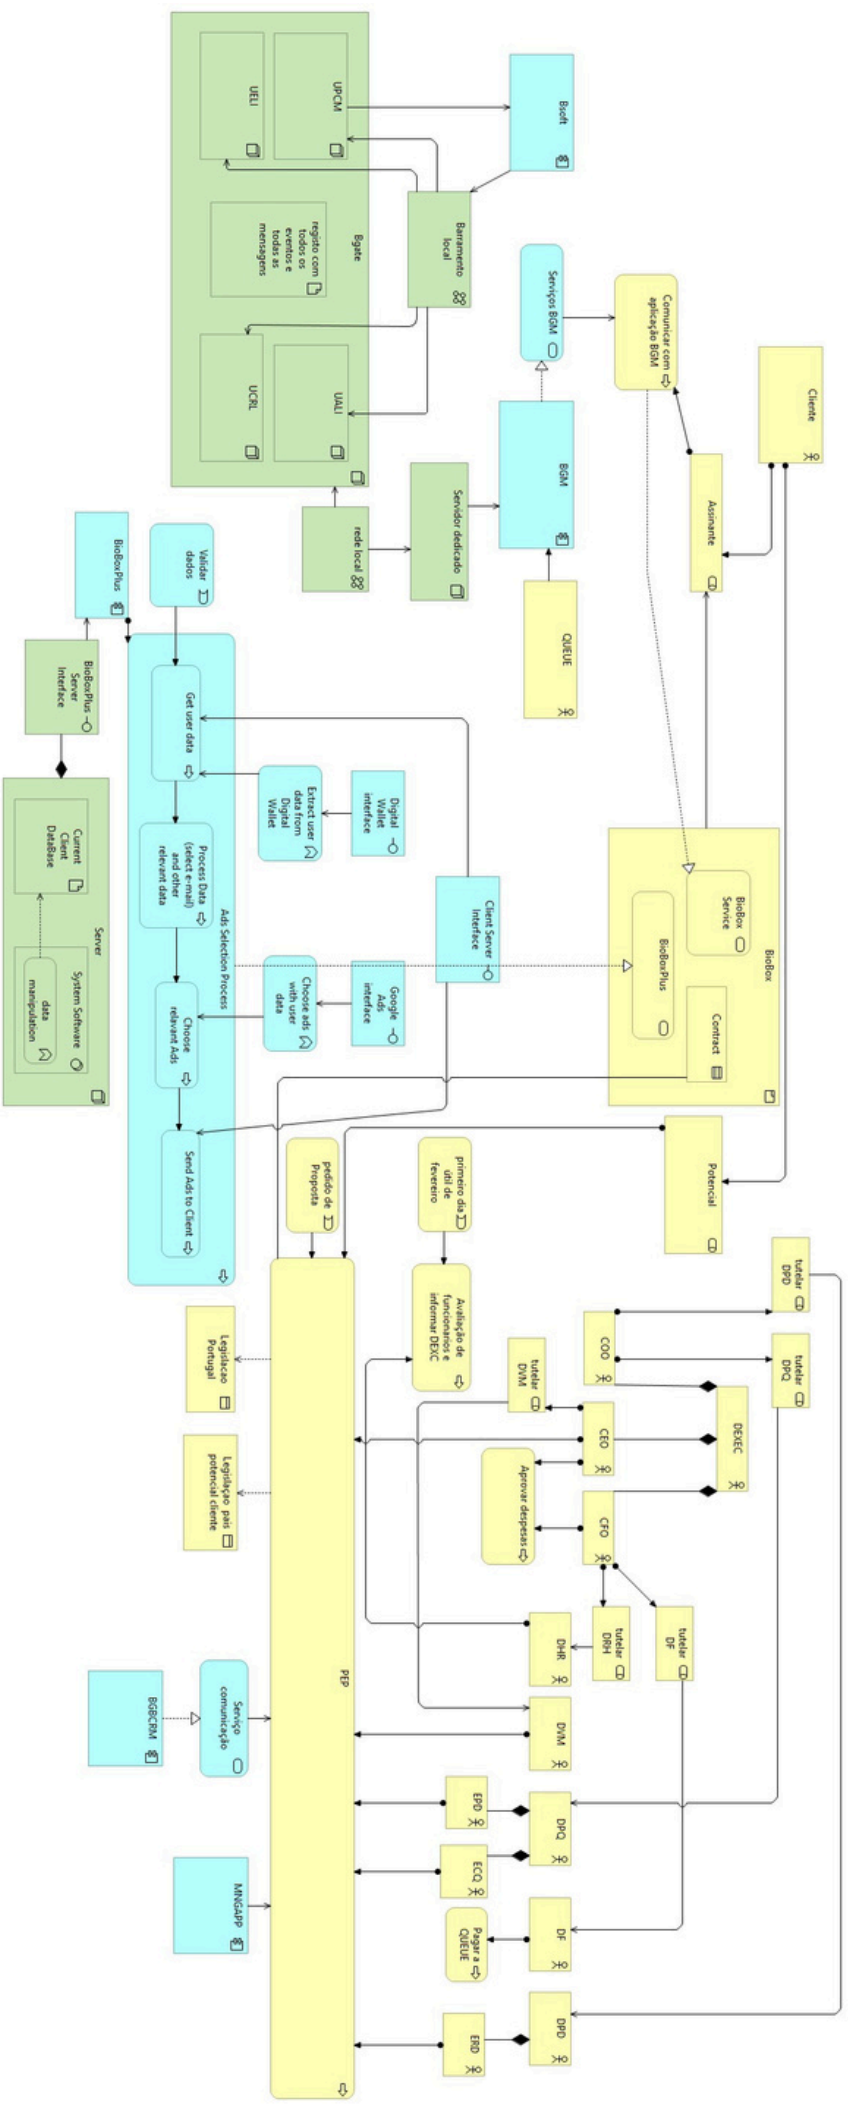 tutelar
DPD
tutelar
DPQ
Cliente
BioBox
DEXEC
Assinante
BioBox
Service
Contract
Potencial
tutelar
DF
Comunicar com
aplicação BGM
BioBoxPlus
COO
CEO
CFO
tutelar
DRH
Bsoft
Serviços BGM
BGM
QUEUE
tutelar
DVM
Aprovar despesas
DHR
DVM
DPQ
DF
DPD
Barramento
local
Servidor dedicado
Client Server
Interface
primeiro dia
útil de
fevereiro
Avaliação de
funcionarios e
informar DEXC
EPD
ECQ
Pagar a
QUEUE
ERD
Bgate
rede local
Digital
Wallet
interface
Google
Ads
interface
UPCM
registo com
todos os
eventos e
todas as
mensagens
UALI
Extract user
data from
Digital
Wallet
Choose ads
with user
data
pedido de
Proposta
PEP
UELI
UCRL
Ads Selection Process
Validar
dados
Get user data
Process Data
(select e-mail)
and other
relevant data
Choose
relevant Ads
Send Ads to Client
Legislacao
Portugal
Legislaçao pais
potencial cliente
Serviço
comunicação
MNGAPP
BioBoxPlus
BGBCRM
BioBoxPlus
Server
Interface
Server
Current
Client
DataBase
System Software
data
manipulation